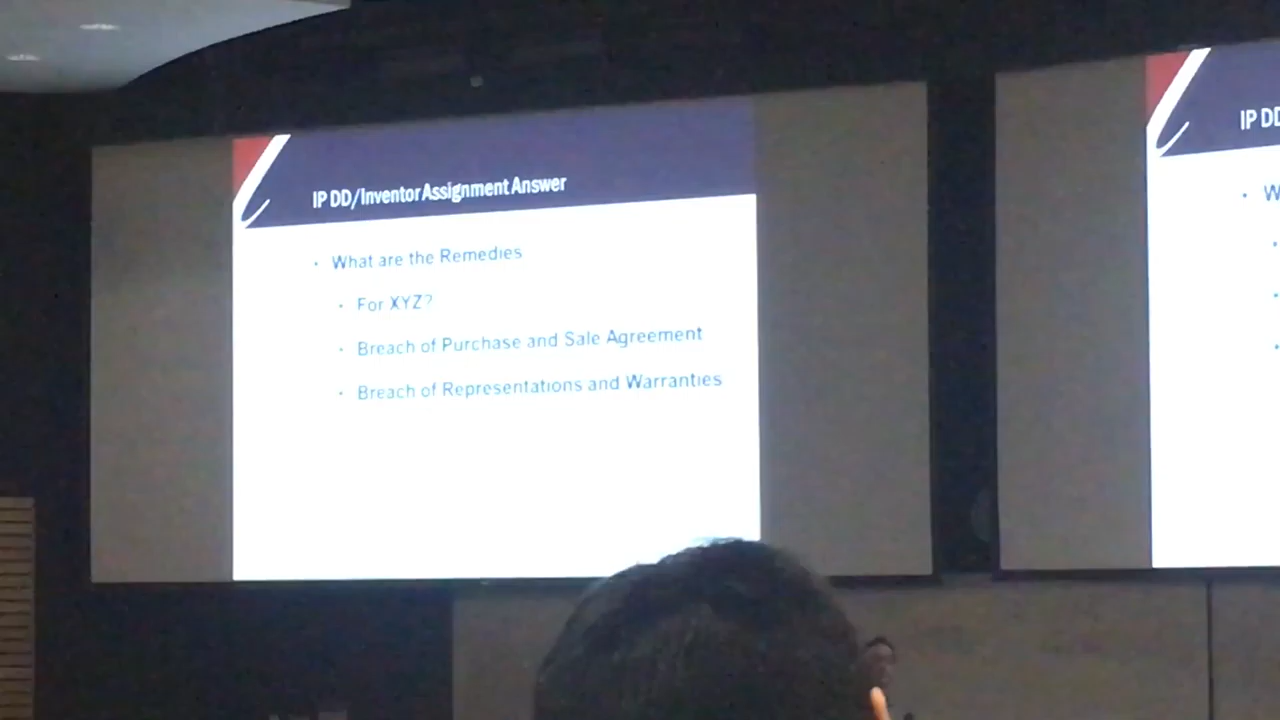 IP DD/Inventor Assignment Answer
• What are the Remedies
• For XYZ?
• Breach of Purchase and Sale Agreement
• Breach of Representations and Warranties
IP DD
• W